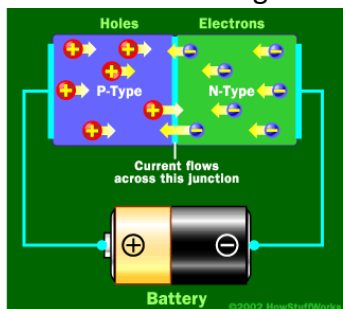 Holes Electrons
P-Type N-Type
Current flows
across this junction
+ −
Battery
©2002 HowStuffWorks